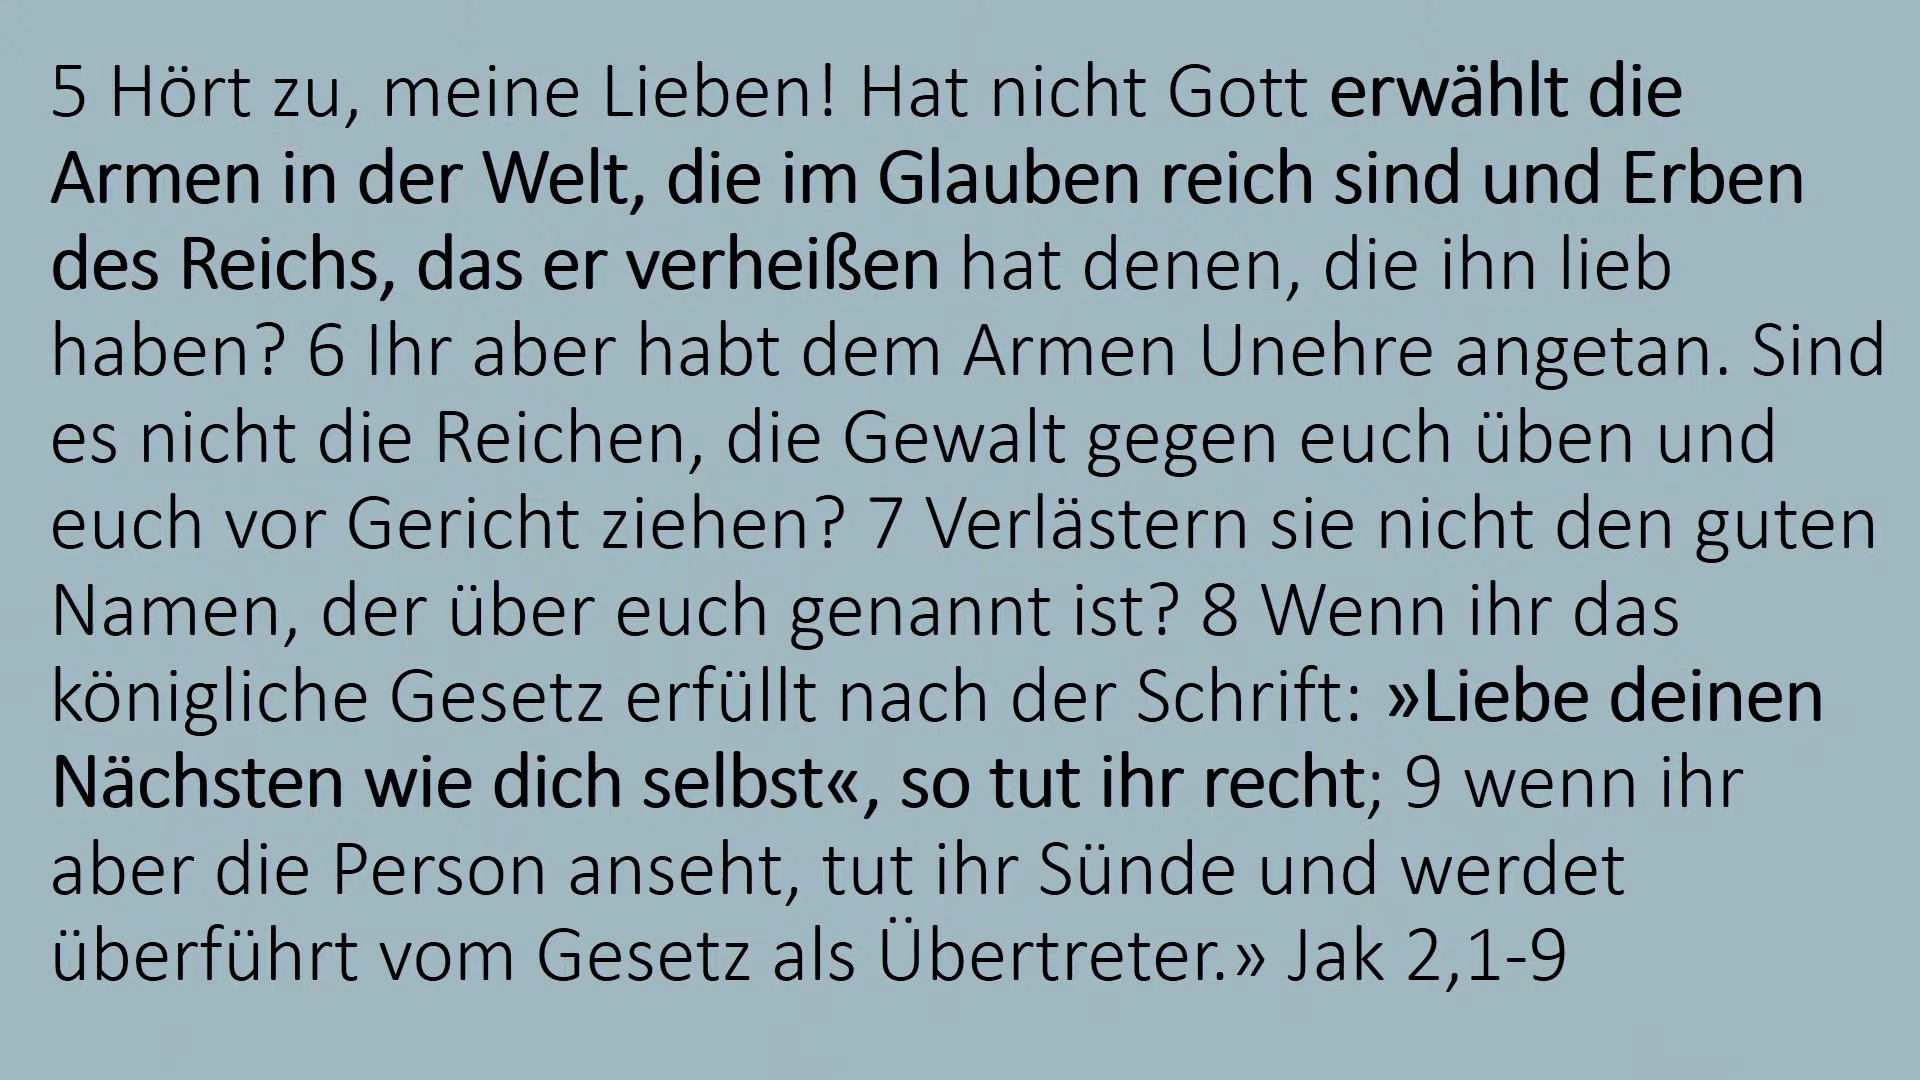 5 Hört zu, meine Lieben! Hat nicht Gott erwählt die
Armen in der Welt, die im Glauben reich sind und Erben
des Reichs, das er verheißen hat denen, die ihn lieb
haben? 6 Ihr aber habt dem Armen Unehre angetan. Sind
es nicht die Reichen, die Gewalt gegen euch üben und
euch vor Gericht ziehen? 7 Verlästern sie nicht den guten
Namen, der über euch genannt ist? 8 Wenn ihr das
königliche Gesetz erfüllt nach der Schrift: »Liebe deinen
Nächsten wie dich selbst«, so tut ihr recht; 9 wenn ihr
aber die Person anseht, tut ihr Sünde und werdet
überführt vom Gesetz als Übertreter.» Jak 2,1-9